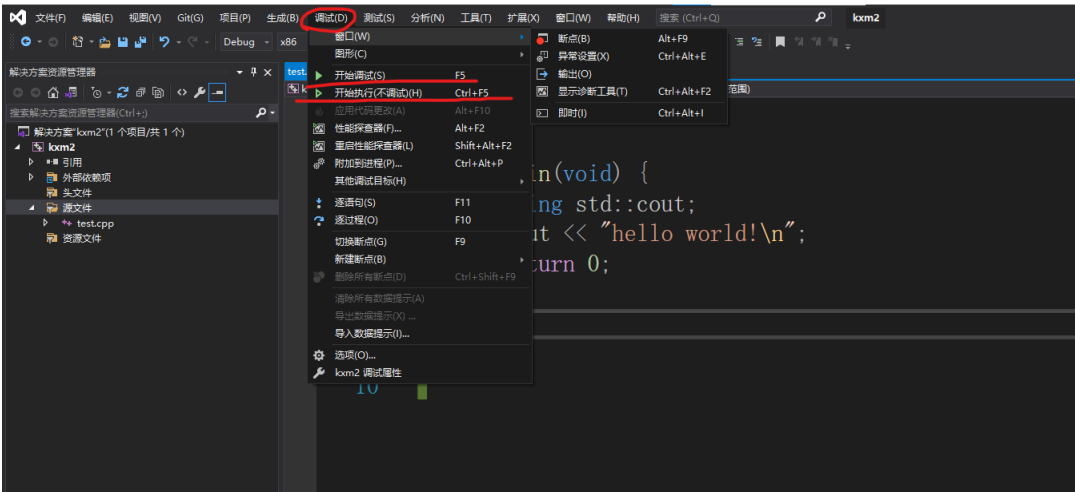 文件(F) 编辑(E) 视图(V) Git(G) 项目(P) 生成(B) 调试(D) 测试(S) 分析(N) 工具(T) 扩展(X) 窗口(W) 帮助(H) 搜索 (Ctrl+Q) kxm2
Debug x86
解决方案资源管理器
搜索解决方案资源管理器(Ctrl+;)
解决方案"kxm2"(1 个项目/共 1 个)
kxm2
引用
外部依赖项
头文件
源文件
test.cpp
资源文件
test.
窗口(W)
图形(C)
开始调试(S) F5
开始执行(不调试)(H) Ctrl+F5
应用代码更改(A) Alt+F10
性能探查器(F)... Alt+F2
重启性能探查器(L) Shift+Alt+F2
附加到进程(P)... Ctrl+Alt+P
其他调试目标(H)
逐语句(S) F11
逐过程(O) F10
切换断点(G) F9
新建断点(B)
删除所有断点(D) Ctrl+Shift+F9
清除所有数据提示(A)
导出数据提示(X) ...
导入数据提示(I)...
选项(O)...
kxm2 调试属性
断点(B) Alt+F9
异常设置(X) Ctrl+Alt+E
输出(O)
显示诊断工具(T) Ctrl+Alt+F2
即时(I) Ctrl+Alt+I
范围)
in(void) {
ing std::cout;
ut << "hello world!\n";
turn 0;
10